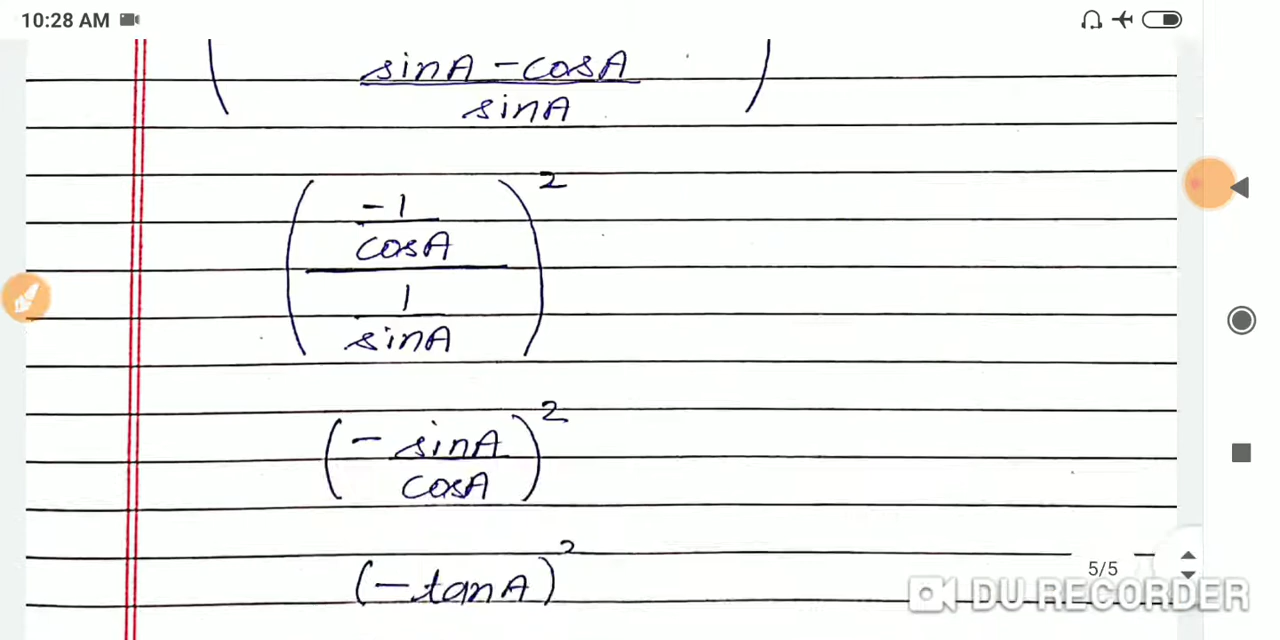 10:28 AM
sinA - cosA
sinA
2
-1
cosA
1
sinA
2
(- sinA
cosA)
(-tanA)²
5/5
DU RECORDER